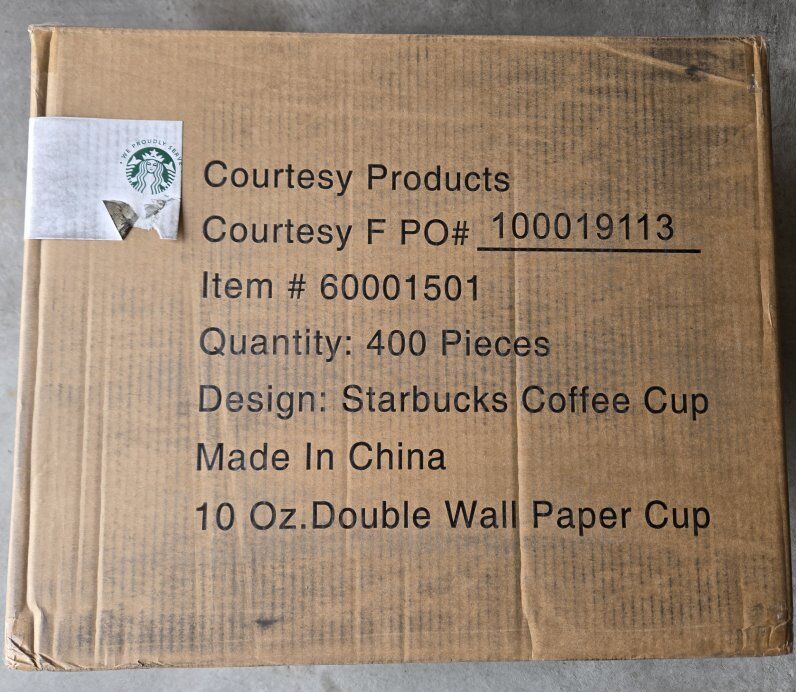 WE PROUDLY SERVE
Courtesy Products
Courtesy F PO# 100019113
Item # 60001501
Quantity: 400 Pieces
Design: Starbucks Coffee Cup
Made In China
10 Oz.Double Wall Paper Cup